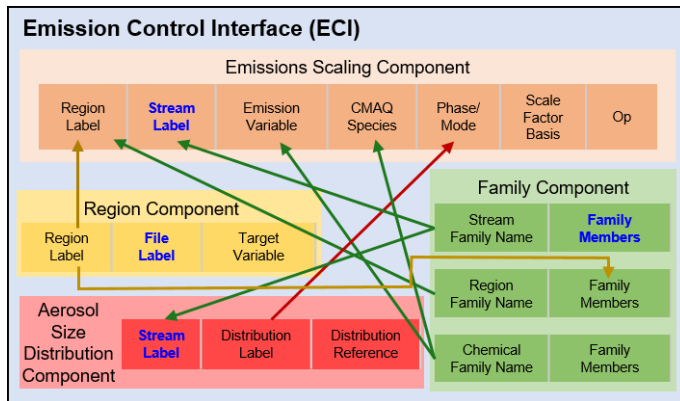 Emission Control Interface (ECI)
Emissions Scaling Component
Region
Label
Stream
Label
Emission
Variable
CMAQ
Species
Phase/
Mode
Scale
Factor
Basis
Op
Region Component
Region
Label
File
Label
Target
Variable
Family Component
Stream
Family Name
Family
Members
Region
Family Name
Family
Members
Chemical
Family Name
Family
Members
Aerosol
Size
Distribution
Component
Stream
Label
Distribution
Label
Distribution
Reference